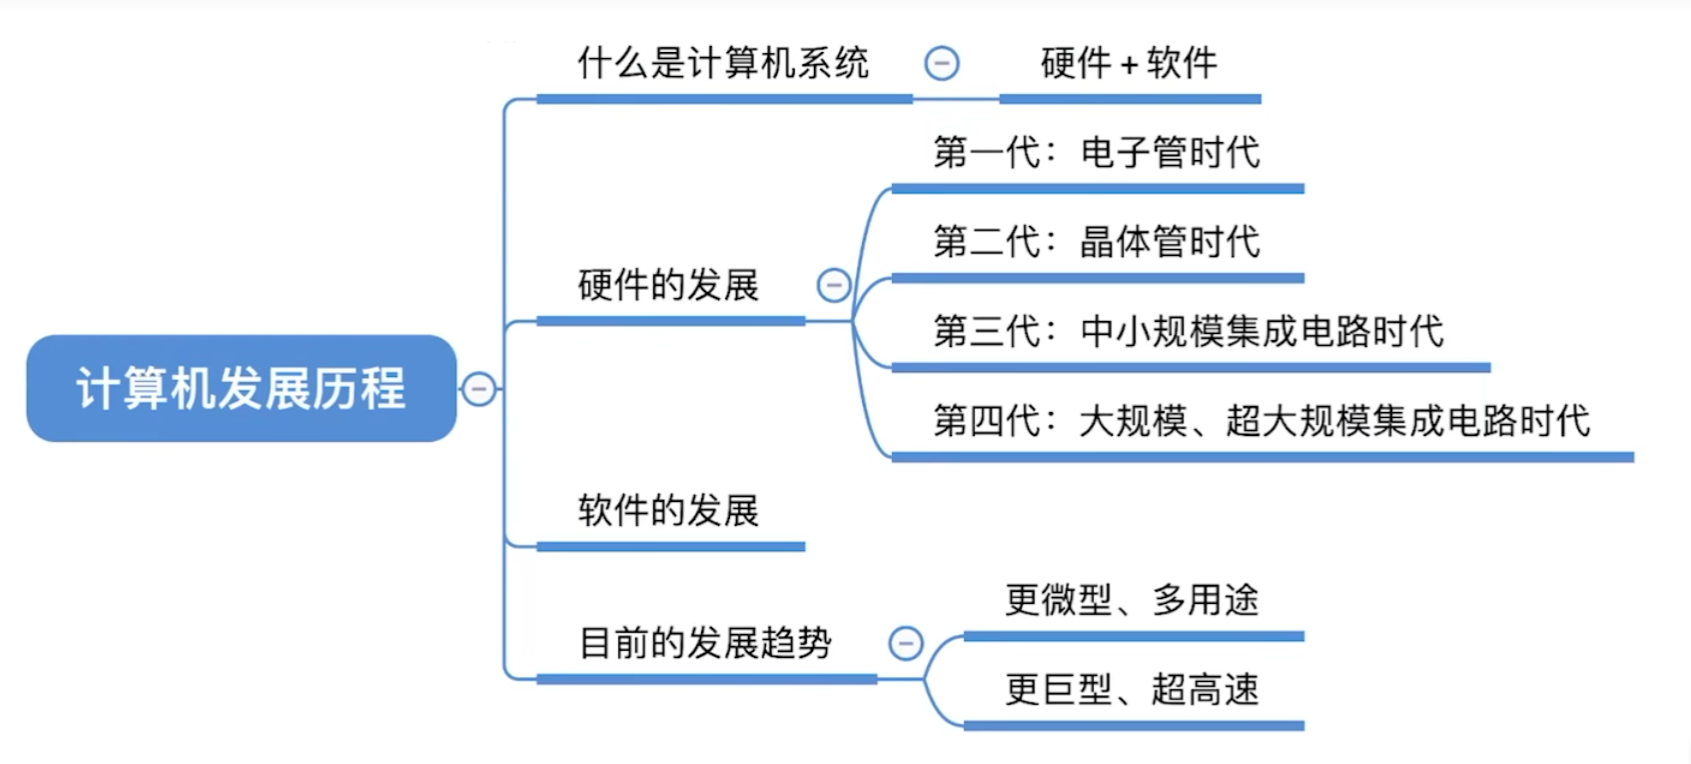 什么是计算机系统
硬件+软件
第一代：电子管时代
第二代：晶体管时代
硬件的发展
第三代：中小规模集成电路时代
计算机发展历程
第四代：大规模、超大规模集成电路时代
软件的发展
目前的发展趋势
更微型、多用途
更巨型、超高速